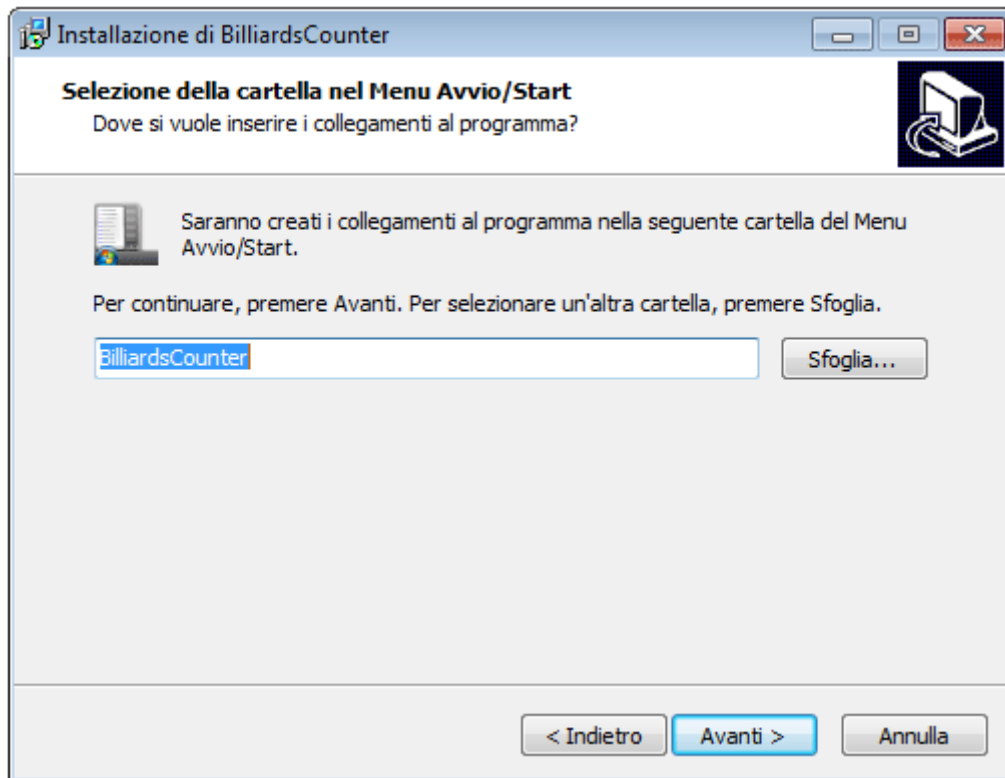 Installazione di BilliardsCounter
Selezione della cartella nel Menu Avvio/Start
Dove si vuole inserire i collegamenti al programma?
Saranno creati i collegamenti al programma nella seguente cartella del Menu
Avvio/Start.
Per continuare, premere Avanti. Per selezionare un'altra cartella, premere Sfoglia.
BilliardsCounter
Sfoglia...
< Indietro
Avanti >
Annulla